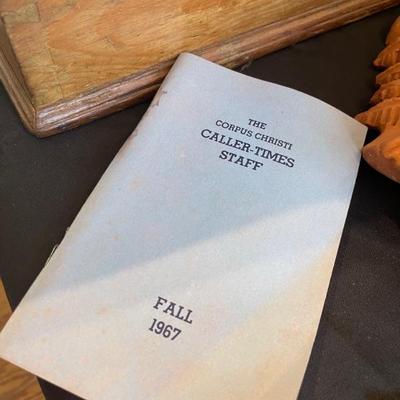 THE
CORPUS CHRISTI
CALLER-TIMES
STAFF
FALL
1967